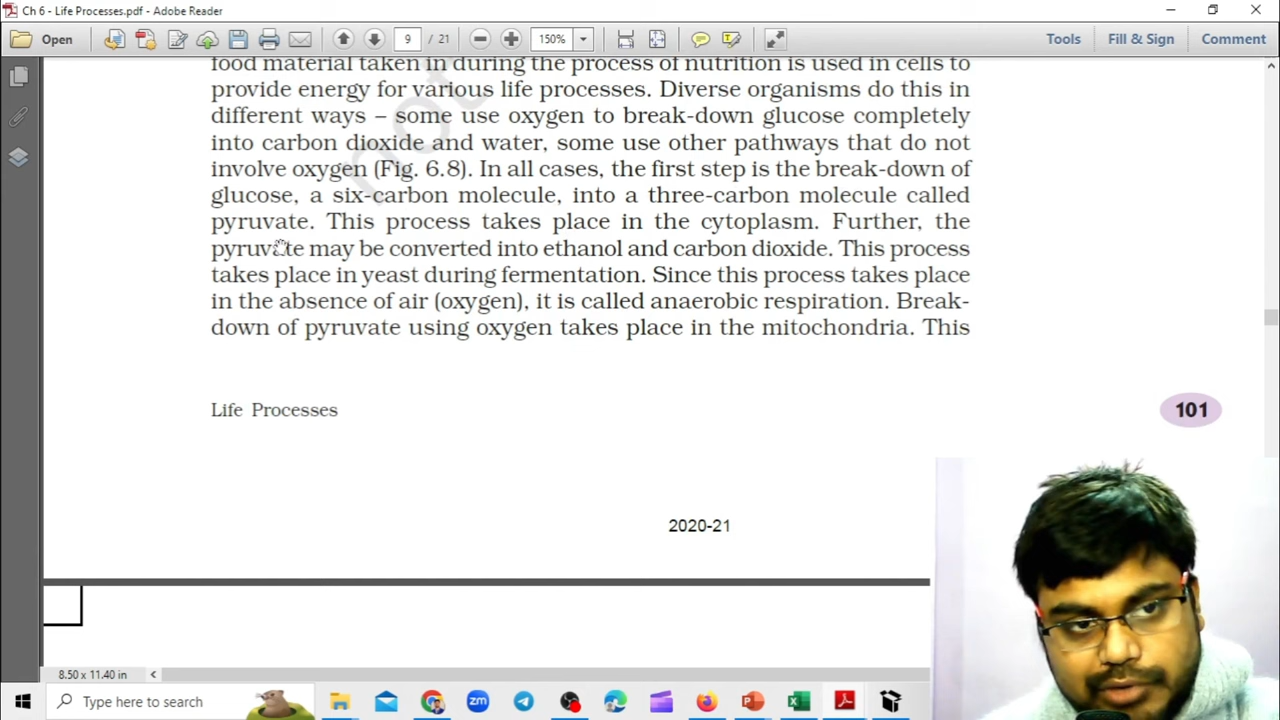 Ch 6 - Life Processes.pdf - Adobe Reader
Open
9 / 21
150%
Tools
Fill & Sign
Comment
food material taken in during the process of nutrition is used in cells to
provide energy for various life processes. Diverse organisms do this in
different ways – some use oxygen to break-down glucose completely
into carbon dioxide and water, some use other pathways that do not
involve oxygen (Fig. 6.8). In all cases, the first step is the break-down of
glucose, a six-carbon molecule, into a three-carbon molecule called
pyruvate. This process takes place in the cytoplasm. Further, the
pyruvate may be converted into ethanol and carbon dioxide. This process
takes place in yeast during fermentation. Since this process takes place
in the absence of air (oxygen), it is called anaerobic respiration. Break-
down of pyruvate using oxygen takes place in the mitochondria. This
not
Life Processes
101
2020-21
8.50 x 11.40 in
Type here to search
zm